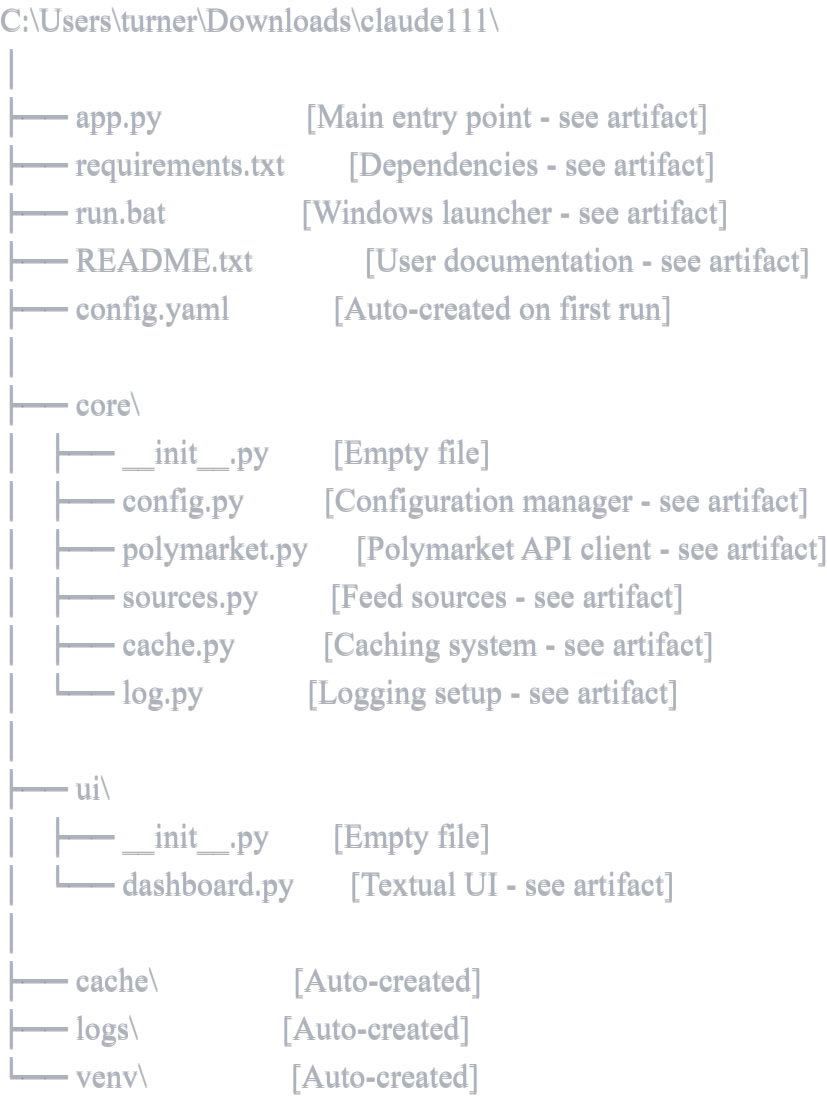 C:\Users\turner\Downloads\claude111\
│
├── app.py [Main entry point - see artifact]
├── requirements.txt [Dependencies - see artifact]
├── run.bat [Windows launcher - see artifact]
├── README.txt [User documentation - see artifact]
├── config.yaml [Auto-created on first run]
│
├── core\
│ ├── __init__.py [Empty file]
│ ├── config.py [Configuration manager - see artifact]
│ ├── polymarket.py [Polymarket API client - see artifact]
│ ├── sources.py [Feed sources - see artifact]
│ ├── cache.py [Caching system - see artifact]
│ └── log.py [Logging setup - see artifact]
│
├── ui\
│ ├── __init__.py [Empty file]
│ └── dashboard.py [Textual UI - see artifact]
│
├── cache\ [Auto-created]
├── logs\ [Auto-created]
└── venv\ [Auto-created]